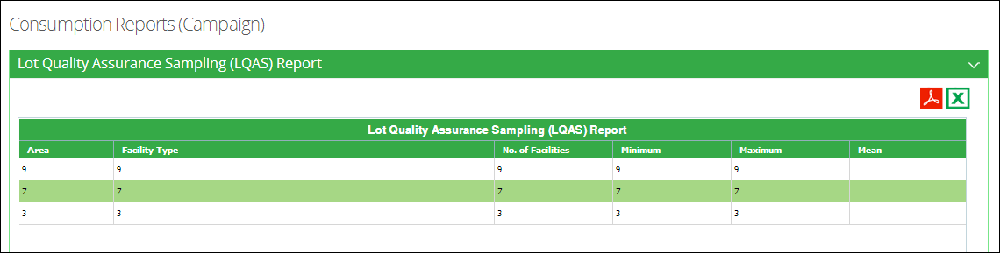 Consumption Reports (Campaign)
Lot Quality Assurance Sampling (LQAS) Report
Lot Quality Assurance Sampling (LQAS) Report
Area Facility Type No. of Facilities Minimum Maximum Mean
9 9 9 9 9
7 7 7 7 7
3 3 3 3 3